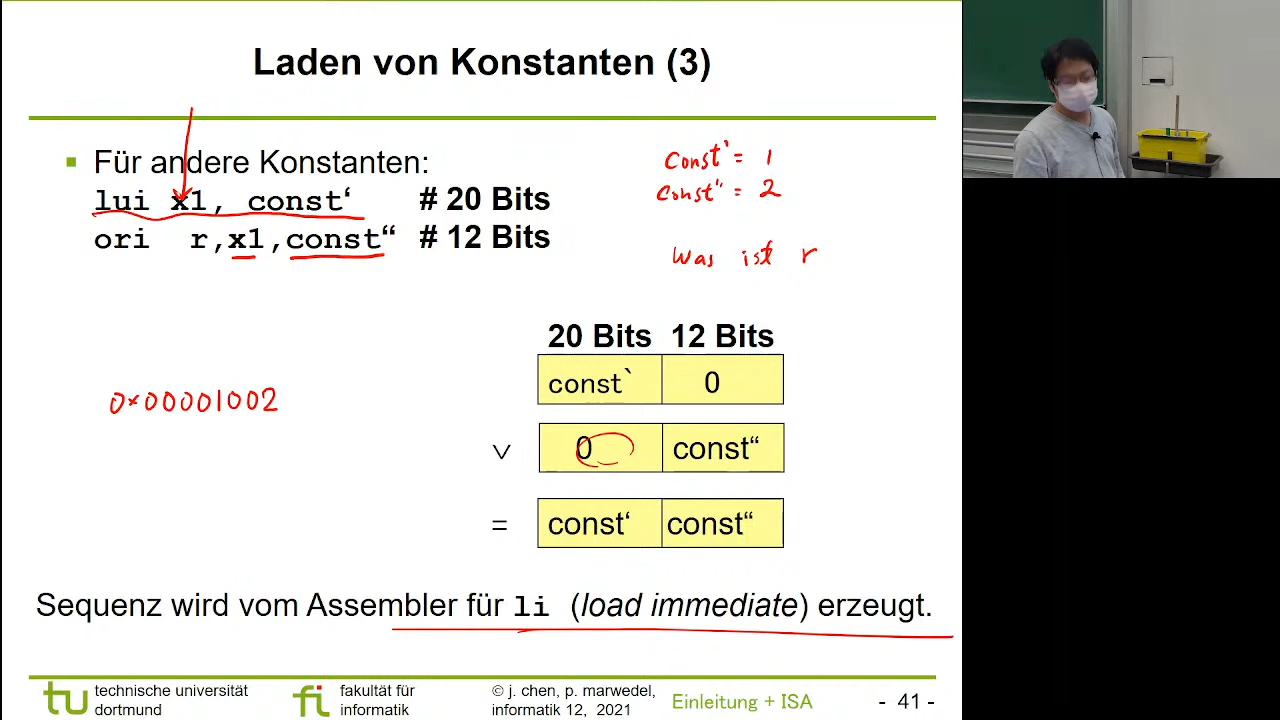 Laden von Konstanten (3)
▪ Für andere Konstanten:
lui x1, const‘ # 20 Bits
ori r,x1,const“ # 12 Bits
const' = 1
const" = 2
Was ist r
0x00001002
20 Bits 12 Bits
const` 0
∨ 0 const“
= const‘ const“
Sequenz wird vom Assembler für li (load immediate) erzeugt.
tu technische universität dortmund
fi fakultät für informatik
© j. chen, p. marwedel, informatik 12, 2021
Einleitung + ISA
- 41 -